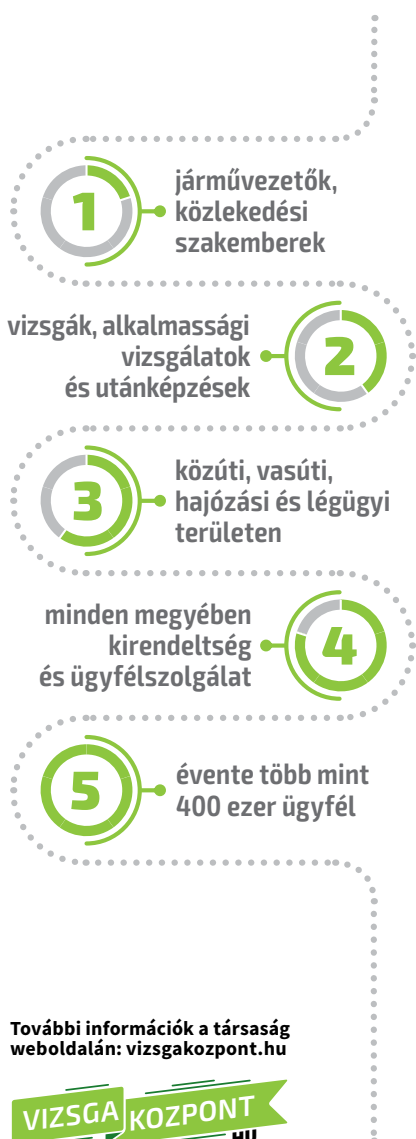 1
járművezetők,
közlekedési
szakemberek
vizsgák, alkalmassági
vizsgálatok
és utánképzések
2
3
közúti, vasúti,
hajózási és légügyi
területen
minden megyében
kirendeltség
és ügyfélszolgálat
4
5
évente több mint
400 ezer ügyfél
További információk a társaság
weboldalán: vizsgakozpont.hu
VIZSGA KOZPONT
.HU